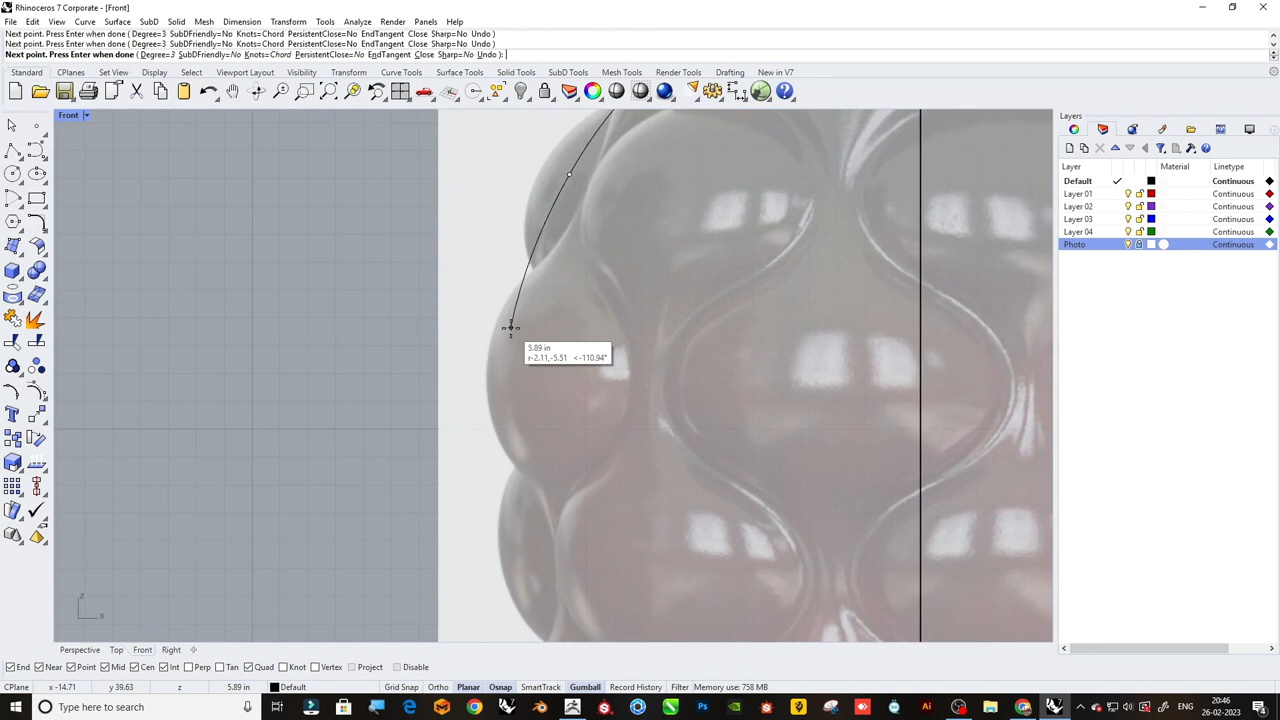 Rhinoceros 7 Corporate - [Front]
File Edit View Curve Surface SubD Solid Mesh Dimension Transform Tools Analyze Render Panels Help
Next point. Press Enter when done ( Degree=3 SubDFriendly=No Knots=Chord PersistentClose=No EndTangent Close Sharp=No Undo )
Next point. Press Enter when done ( Degree=3 SubDFriendly=No Knots=Chord PersistentClose=No EndTangent Close Sharp=No Undo )
Next point. Press Enter when done ( Degree=3 SubDFriendly=No Knots=Chord PersistentClose=No EndTangent Close Sharp=No Undo ):
Standard CPlanes Set View Display Select Viewport Layout Visibility Transform Curve Tools Surface Tools Solid Tools SubD Tools Mesh Tools Render Tools Drafting New in V7
Front
Layers
Layer Material Linetype
Default Continuous
Layer 01 Continuous
Layer 02 Continuous
Layer 03 Continuous
Layer 04 Continuous
Photo Continuous
5.89 in
r-2.11,-5.51 <-110.94°
z
x
Perspective Top Front Right
End Near Point Mid Cen Int Perp Tan Quad Knot Vertex Project Disable
CPlane x -14.71 y 39.63 z 5.89 in Default Grid Snap Ortho Planar Osnap SmartTrack Gumball Record History Filter Memory use: 758 MB
Type here to search
ENG
20:46
26-02-2023